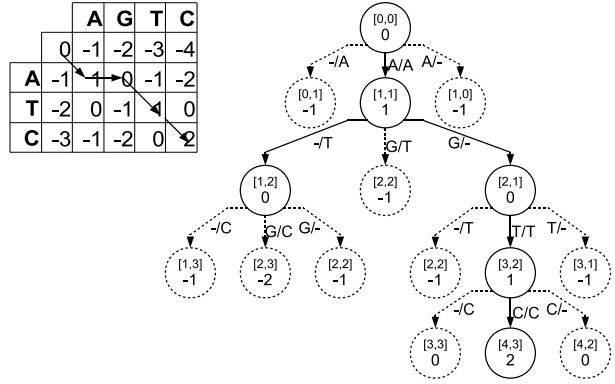 A G T C
0 -1 -2 -3 -4
A -1 1 0 -1 -2
T -2 0 -1 1 0
C -3 -1 -2 0 2
[0,0]
0
-/A A/A A/-
[0,1] [1,1] [1,0]
-1 1 -1
-/T G/T G/-
[1,2] [2,2] [2,1]
0 -1 0
-/C G/C G/- -/T T/T T/-
[1,3] [2,3] [2,2] [2,2] [3,2] [3,1]
-1 -2 -1 -1 1 -1
-/C C/C C/-
[3,3] [4,3] [4,2]
0 2 0